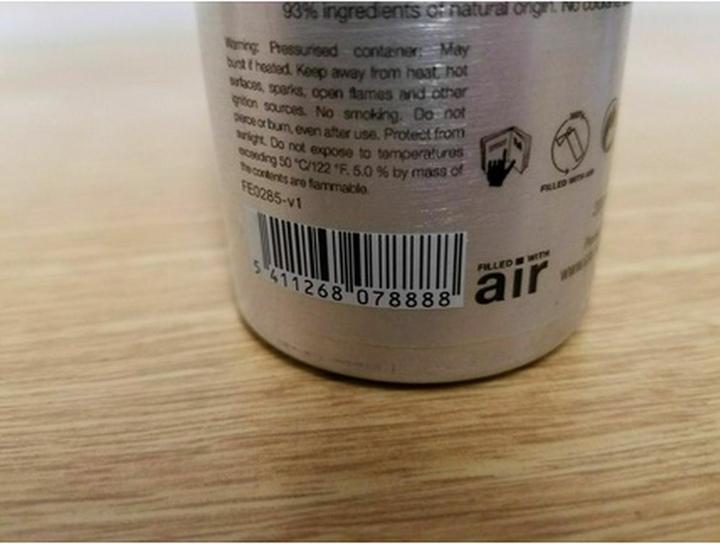 93% ingredients of natural origin. No
Warning: Pressurised container: May
burst if heated. Keep away from heat, hot
surfaces, sparks, open flames and other
ignition sources. No smoking. Do not
pierce or burn, even after use. Protect from
sunlight. Do not expose to temperatures
exceeding 50 °C/122 °F. 5.0 % by mass of
the contents are flammable.
FE0285-v1
5 411268 078888
FILLED WITH AIR
FILLED WITH
air